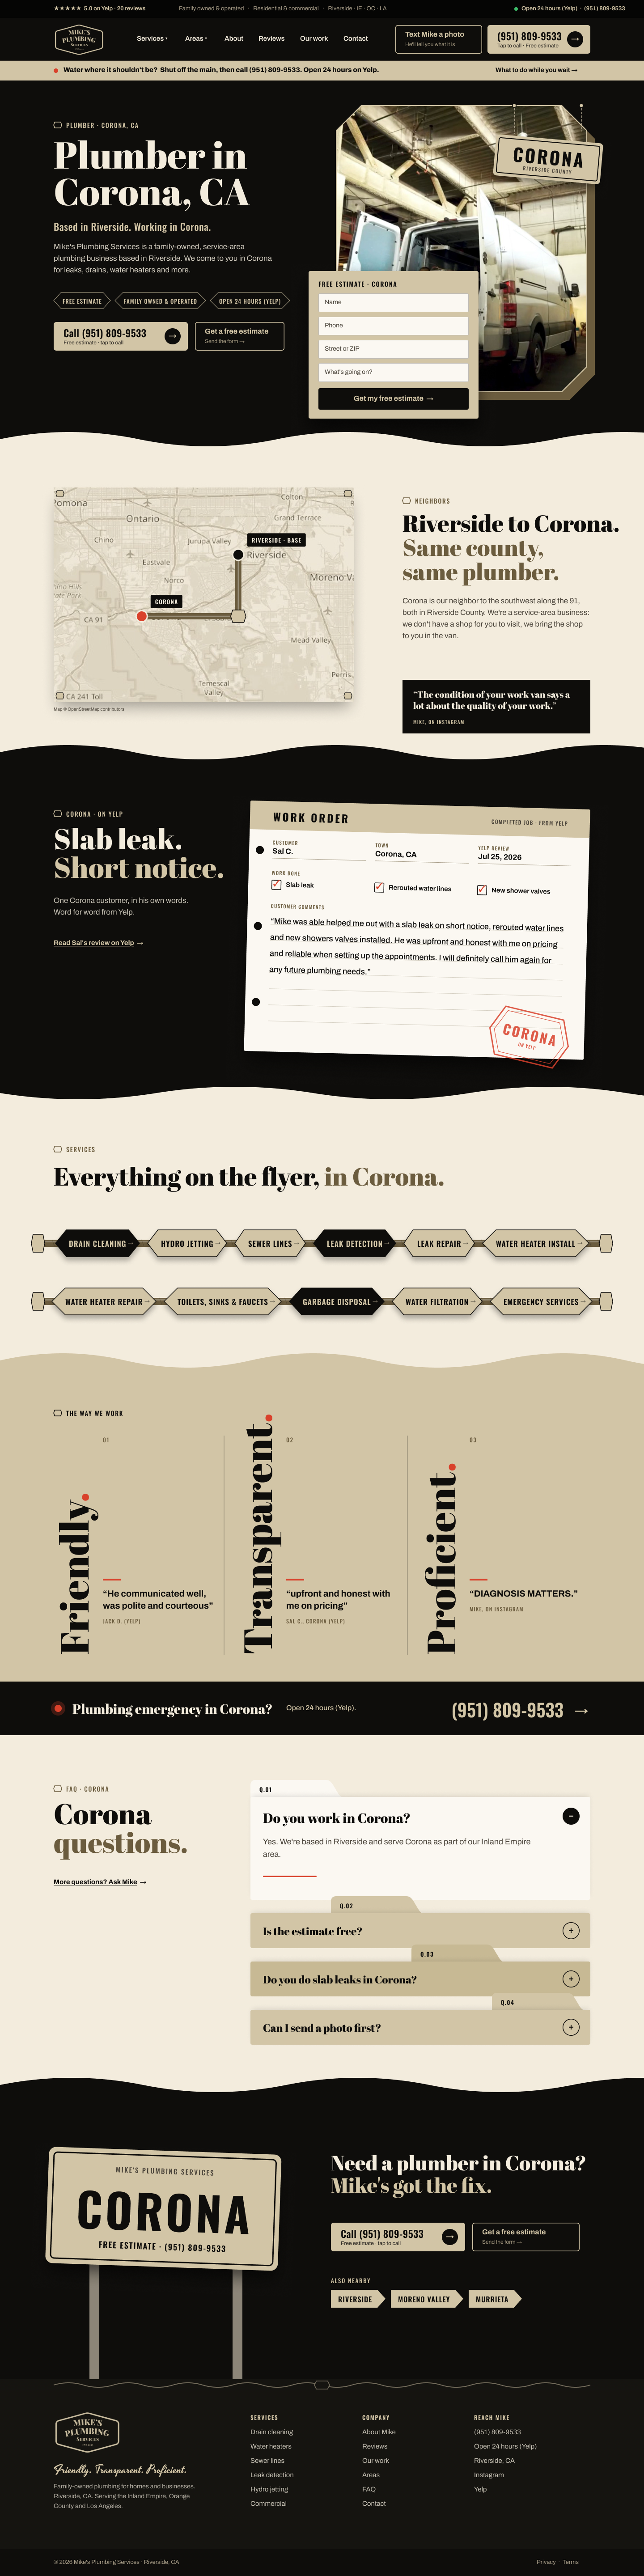 ★★★★★ 5.0 on Yelp · 20 reviews
Family owned & operated · Residential & commercial · Riverside · IE · OC · LA
Open 24 hours (Yelp) · (951) 809-9533
MIKE'S
PLUMBING
SERVICES
Services
Areas
About
Reviews
Our work
Contact
Text Mike a photo
He'll tell you what it is
(951) 809-9533
Tap to call · Free estimate
Water where it shouldn't be? Shut off the main, then call (951) 809-9533. Open 24 hours on Yelp.
What to do while you wait →
PLUMBER · CORONA, CA
Plumber in
Corona, CA
Based in Riverside. Working in Corona.
Mike's Plumbing Services is a family-owned, service-area
plumbing business based in Riverside. We come to you in Corona
for leaks, drains, water heaters and more.
FREE ESTIMATE
FAMILY OWNED & OPERATED
OPEN 24 HOURS (YELP)
Call (951) 809-9533
Free estimate · tap to call
Get a free estimate
Send the form →
CORONA
RIVERSIDE COUNTY
FREE ESTIMATE · CORONA
Name
Phone
Street or ZIP
What's going on?
Get my free estimate →
Pomona
Colton
R
Ontario
Grand Terrace
Chino
Jurupa Valley
RIVERSIDE · BASE
Riverside
Eastvale
Norco
Moreno Va
Chino Hills
State Park
CORONA
CA 91
Mead Valley
Perris
Temescal
Valley
CA 241 Toll
Map © OpenStreetMap contributors
NEIGHBORS
Riverside to Corona.
Same county,
same plumber.
Corona is our neighbor to the southwest along the 91,
both in Riverside County. We're a service-area business:
we don't have a shop for you to visit, we bring the shop
to you in the van.
“The condition of your work van says a
lot about the quality of your work.”
MIKE, ON INSTAGRAM
CORONA · ON YELP
Slab leak.
Short notice.
One Corona customer, in his own words.
Word for word from Yelp.
Read Sal's review on Yelp →
WORK ORDER
COMPLETED JOB · FROM YELP
CUSTOMER
Sal C.
TOWN
Corona, CA
YELP REVIEW
Jul 25, 2026
WORK DONE
Slab leak
Rerouted water lines
New shower valves
CUSTOMER COMMENTS
“Mike was able helped me out with a slab leak on short notice, rerouted water lines
and new showers valves installed. He was upfront and honest with me on pricing
and reliable when setting up the appointments. I will definitely call him again for
any future plumbing needs.”
CORONA
ON YELP
SERVICES
Everything on the flyer, in Corona.
DRAIN CLEANING →
HYDRO JETTING →
SEWER LINES →
LEAK DETECTION →
LEAK REPAIR →
WATER HEATER INSTALL →
WATER HEATER REPAIR →
TOILETS, SINKS & FAUCETS →
GARBAGE DISPOSAL →
WATER FILTRATION →
EMERGENCY SERVICES →
THE WAY WE WORK
01
Friendly.
“He communicated well,
was polite and courteous”
JACK D. (YELP)
02
Transparent.
“upfront and honest with
me on pricing”
SAL C., CORONA (YELP)
03
Proficient.
“DIAGNOSIS MATTERS.”
MIKE, ON INSTAGRAM
Plumbing emergency in Corona?
Open 24 hours (Yelp).
(951) 809-9533 →
FAQ · CORONA
Corona
questions.
More questions? Ask Mike →
Q.01
Do you work in Corona?
Yes. We're based in Riverside and serve Corona as part of our Inland Empire
area.
Q.02
Is the estimate free?
Q.03
Do you do slab leaks in Corona?
Q.04
Can I send a photo first?
MIKE'S PLUMBING SERVICES
CORONA
FREE ESTIMATE · (951) 809-9533
Need a plumber in Corona?
Mike's got the fix.
Call (951) 809-9533
Free estimate · tap to call
Get a free estimate
Send the form →
ALSO NEARBY
RIVERSIDE
MORENO VALLEY
MURRIETA
MIKE'S
PLUMBING
SERVICES
Friendly. Transparent. Proficient.
Family-owned plumbing for homes and businesses.
Riverside, CA. Serving the Inland Empire, Orange
County and Los Angeles.
SERVICES
Drain cleaning
Water heaters
Sewer lines
Leak detection
Hydro jetting
Commercial
COMPANY
About Mike
Reviews
Our work
Areas
FAQ
Contact
REACH MIKE
(951) 809-9533
Open 24 hours (Yelp)
Riverside, CA
Instagram
Yelp
© 2026 Mike's Plumbing Services · Riverside, CA
Privacy · Terms